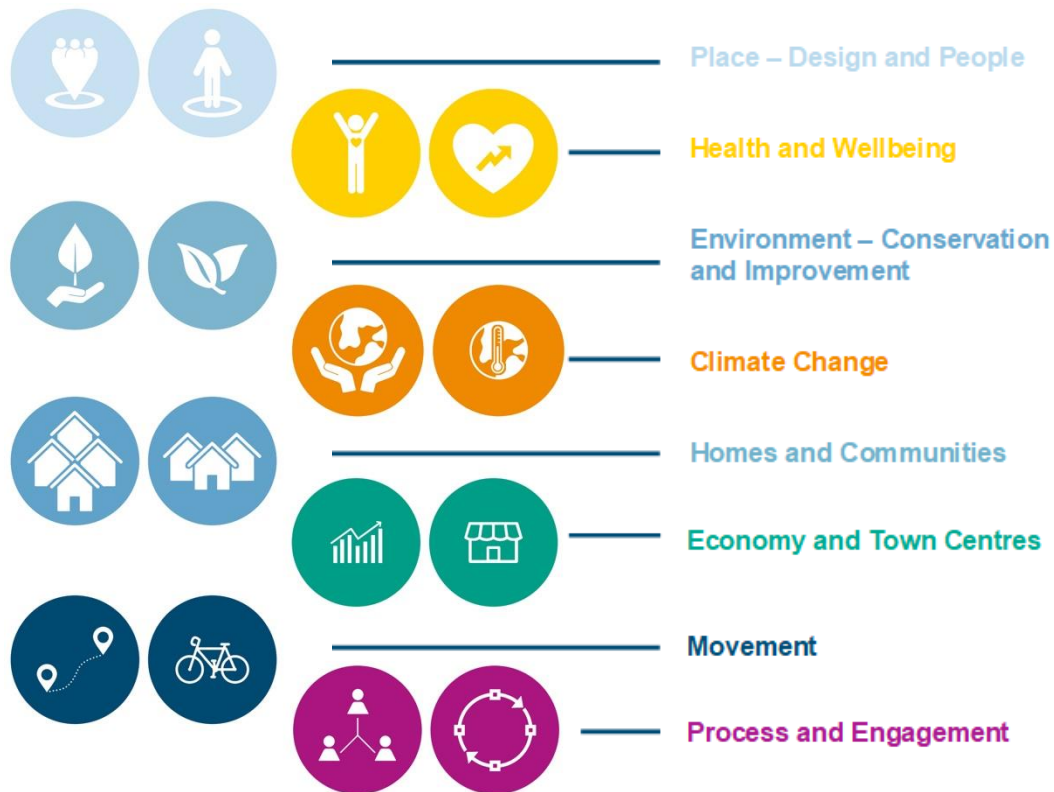 Place – Design and People
Health and Wellbeing
Environment – Conservation
and Improvement
Climate Change
Homes and Communities
Economy and Town Centres
Movement
Process and Engagement